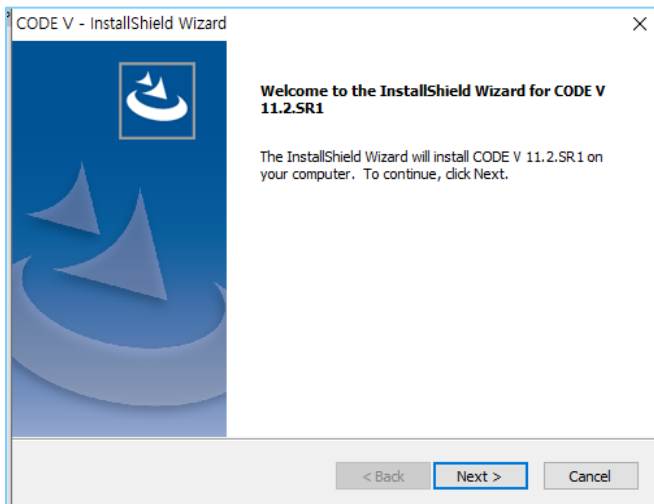 CODE V - InstallShield Wizard
Welcome to the InstallShield Wizard for CODE V
11.2.SR1
The InstallShield Wizard will install CODE V 11.2.SR1 on
your computer. To continue, click Next.
< Back
Next >
Cancel